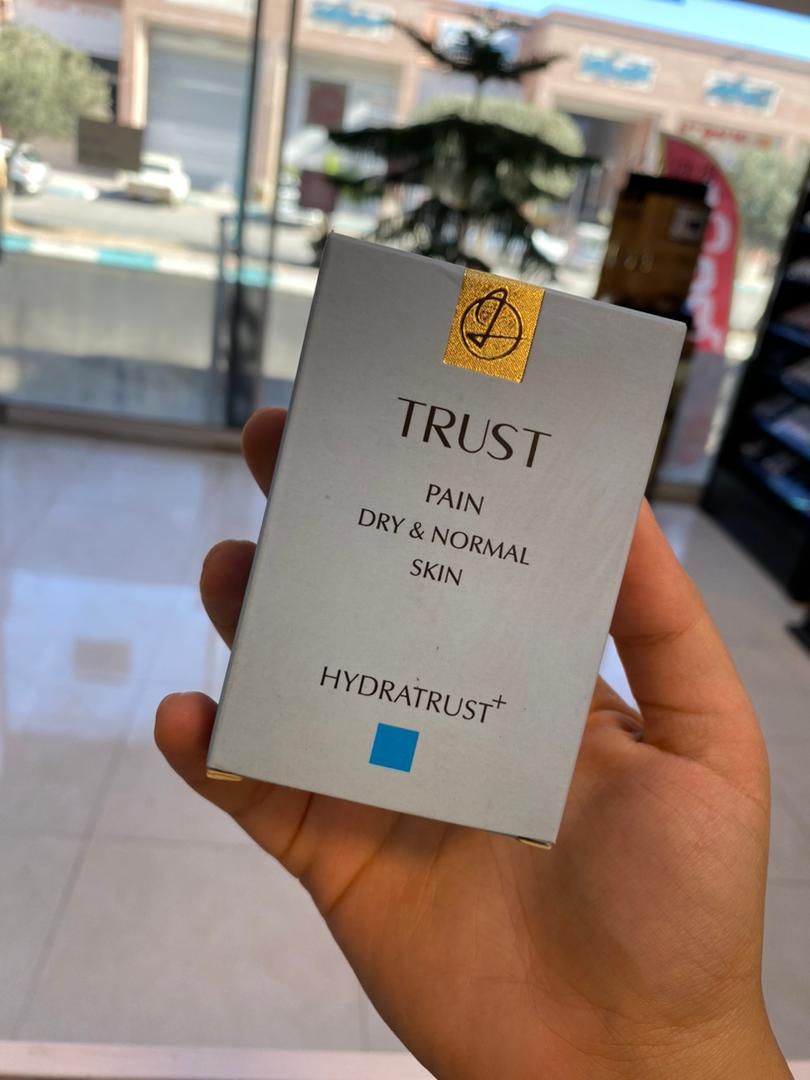 TRUST
PAIN
DRY & NORMAL
SKIN
HYDRATRUST+